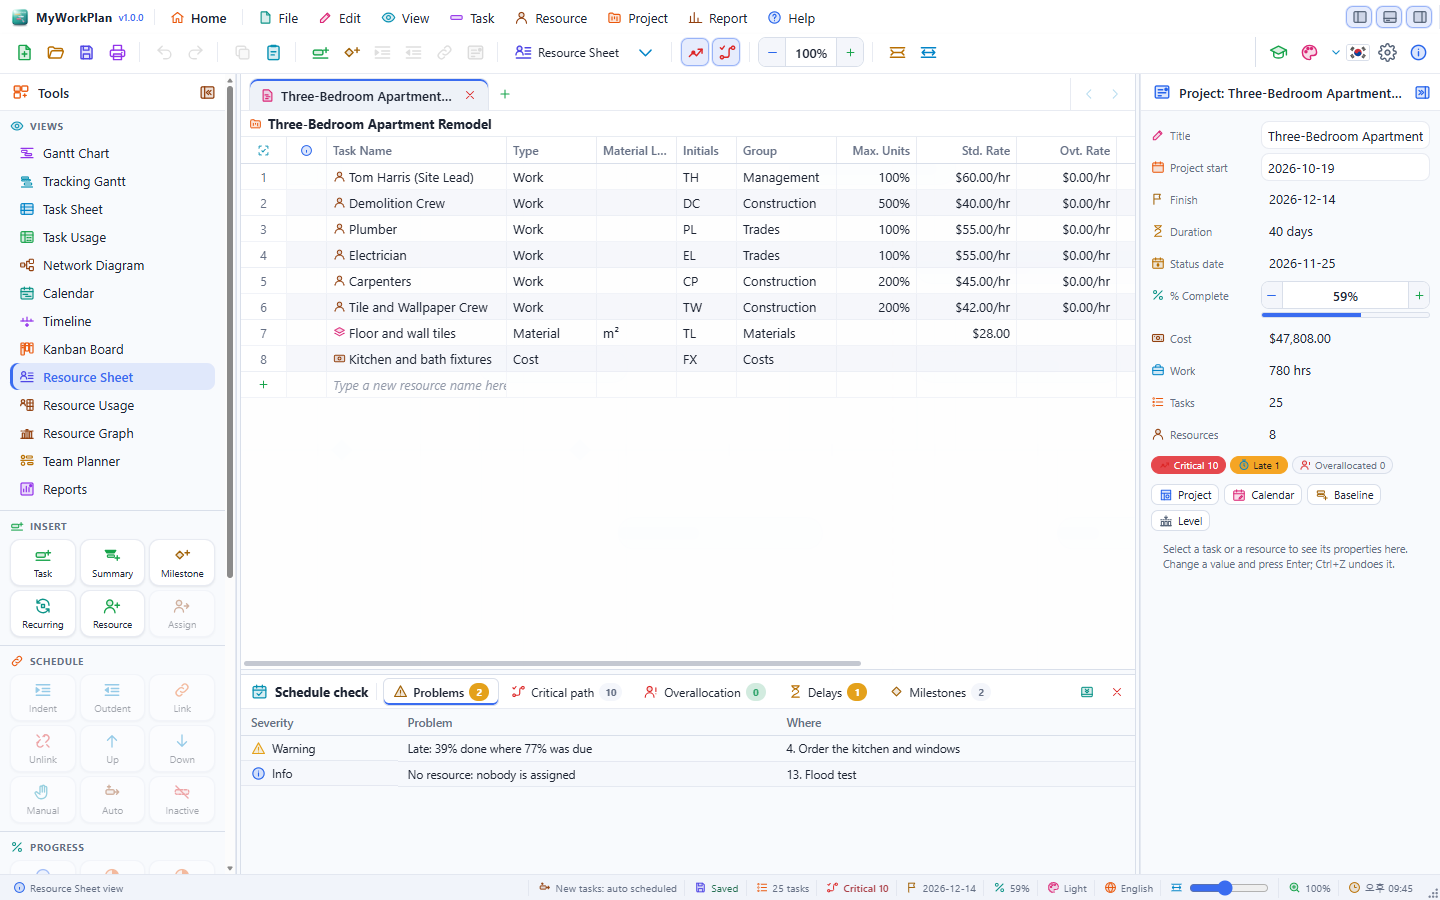 MyWorkPlan v1.0.0
Home
File
Edit
View
Task
Resource
Project
Report
Help
Resource Sheet
100%
Tools
VIEWS
Gantt Chart
Tracking Gantt
Task Sheet
Task Usage
Network Diagram
Calendar
Timeline
Kanban Board
Resource Sheet
Resource Usage
Resource Graph
Team Planner
Reports
INSERT
Task Summary Milestone
Recurring Resource Assign
SCHEDULE
Indent Outdent Link
Unlink Up Down
Manual Auto Inactive
PROGRESS
Three-Bedroom Apartment...
Three-Bedroom Apartment Remodel
Task Name Type Material L... Initials Group Max. Units Std. Rate Ovt. Rate
1 Tom Harris (Site Lead) Work TH Management 100% $60.00/hr $0.00/hr
2 Demolition Crew Work DC Construction 500% $40.00/hr $0.00/hr
3 Plumber Work PL Trades 100% $55.00/hr $0.00/hr
4 Electrician Work EL Trades 100% $55.00/hr $0.00/hr
5 Carpenters Work CP Construction 200% $45.00/hr $0.00/hr
6 Tile and Wallpaper Crew Work TW Construction 200% $42.00/hr $0.00/hr
7 Floor and wall tiles Material m² TL Materials $28.00
8 Kitchen and bath fixtures Cost FX Costs
Type a new resource name here
Schedule check
Problems 2
Critical path 10
Overallocation 0
Delays 1
Milestones 2
Severity Problem Where
Warning Late: 39% done where 77% was due 4. Order the kitchen and windows
Info No resource: nobody is assigned 13. Flood test
Project: Three-Bedroom Apartment...
Title Three-Bedroom Apartment
Project start 2026-10-19
Finish 2026-12-14
Duration 40 days
Status date 2026-11-25
% Complete 59%
Cost $47,808.00
Work 780 hrs
Tasks 25
Resources 8
Critical 10 Late 1 Overallocated 0
Project Calendar Baseline
Level
Select a task or a resource to see its properties here.
Change a value and press Enter; Ctrl+Z undoes it.
Resource Sheet view
New tasks: auto scheduled
Saved
25 tasks
Critical 10
2026-12-14
59%
Light
English
100%
오후 09:45